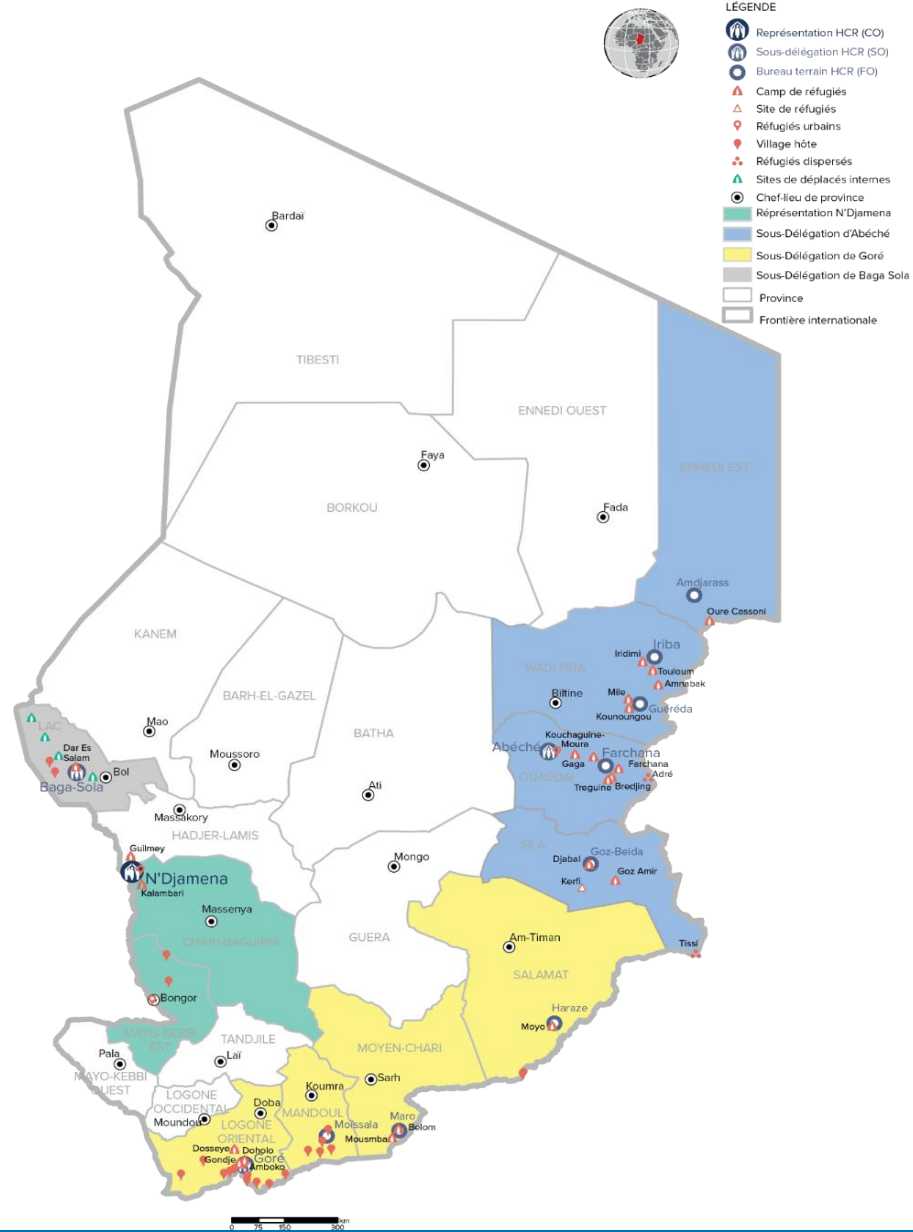 LÉGENDE
Représentation HCR (CO)
Sous-délégation HCR (SO)
Bureau terrain HCR (FO)
Camp de réfugiés
Site de réfugiés
Réfugiés urbains
Village hôte
Réfugiés dispersés
Sites de déplacés internes
Chef-lieu de province
Réprésentation N'Djamena
Sous-Délégation d'Abéché
Sous-Délégation de Goré
Sous-Délégation de Baga Sola
Province
Frontière internationale
Bardaï
TIBESTI
ENNEDI OUEST
Faya
ENNEDI EST
BORKOU
Fada
Amdjarass
Oure Cassoni
KANEM
Iriba
Iridimi
WADI FIRA
Touloum
Amnabak
BARH-EL-GAZEL
Biltine
Mile
Guéréda
Kounoungou
LAC
Mao
BATHA
Kouchaguine-
Moura
Dar Es
Salam
Moussoro
Abéché
Farchana
Gaga
Farchana
Bol
OUADDAI
Adré
Baga-Sola
Ati
Treguine
Bredjing
Massakory
HADJER-LAMIS
Guilmey
SILA
Goz-Beida
Mongo
Djabal
N'Djamena
Goz Amir
Kerfi
Kalambari
Massenya
GUERA
CHARI-BAGUIRMI
Am-Timan
Tissi
SALAMAT
Bongor
Haraze
Moyo
MAYO-KEBBI
EST
TANDJILE
MOYEN-CHARI
Pala
Laï
MAYO-KEBBI
OUEST
Sarh
Koumra
LOGONE
OCCIDENTAL
Doba
MANDOUL
Moundou
Maro
LOGONE
ORIENTAL
Moissala
Belom
Mousmba
Dosseye
Doholo
Gondje
Goré
Amboko
km
0 75 150 300